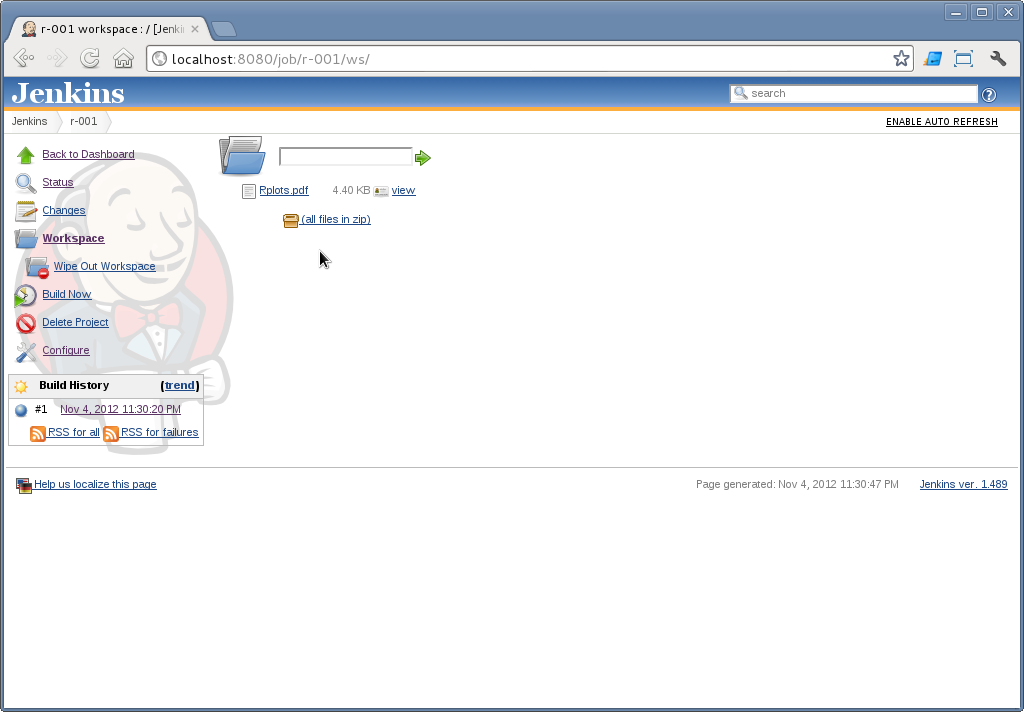 r-001 workspace : / [Jenki
localhost:8080/job/r-001/ws/
Jenkins
search
Jenkins
r-001
ENABLE AUTO REFRESH
Back to Dashboard
Status
Changes
Workspace
Wipe Out Workspace
Build Now
Delete Project
Configure
Rplots.pdf 4.40 KB view
(all files in zip)
Build History (trend)
#1 Nov 4, 2012 11:30:20 PM
RSS for all RSS for failures
Help us localize this page
Page generated: Nov 4, 2012 11:30:47 PM Jenkins ver. 1.489